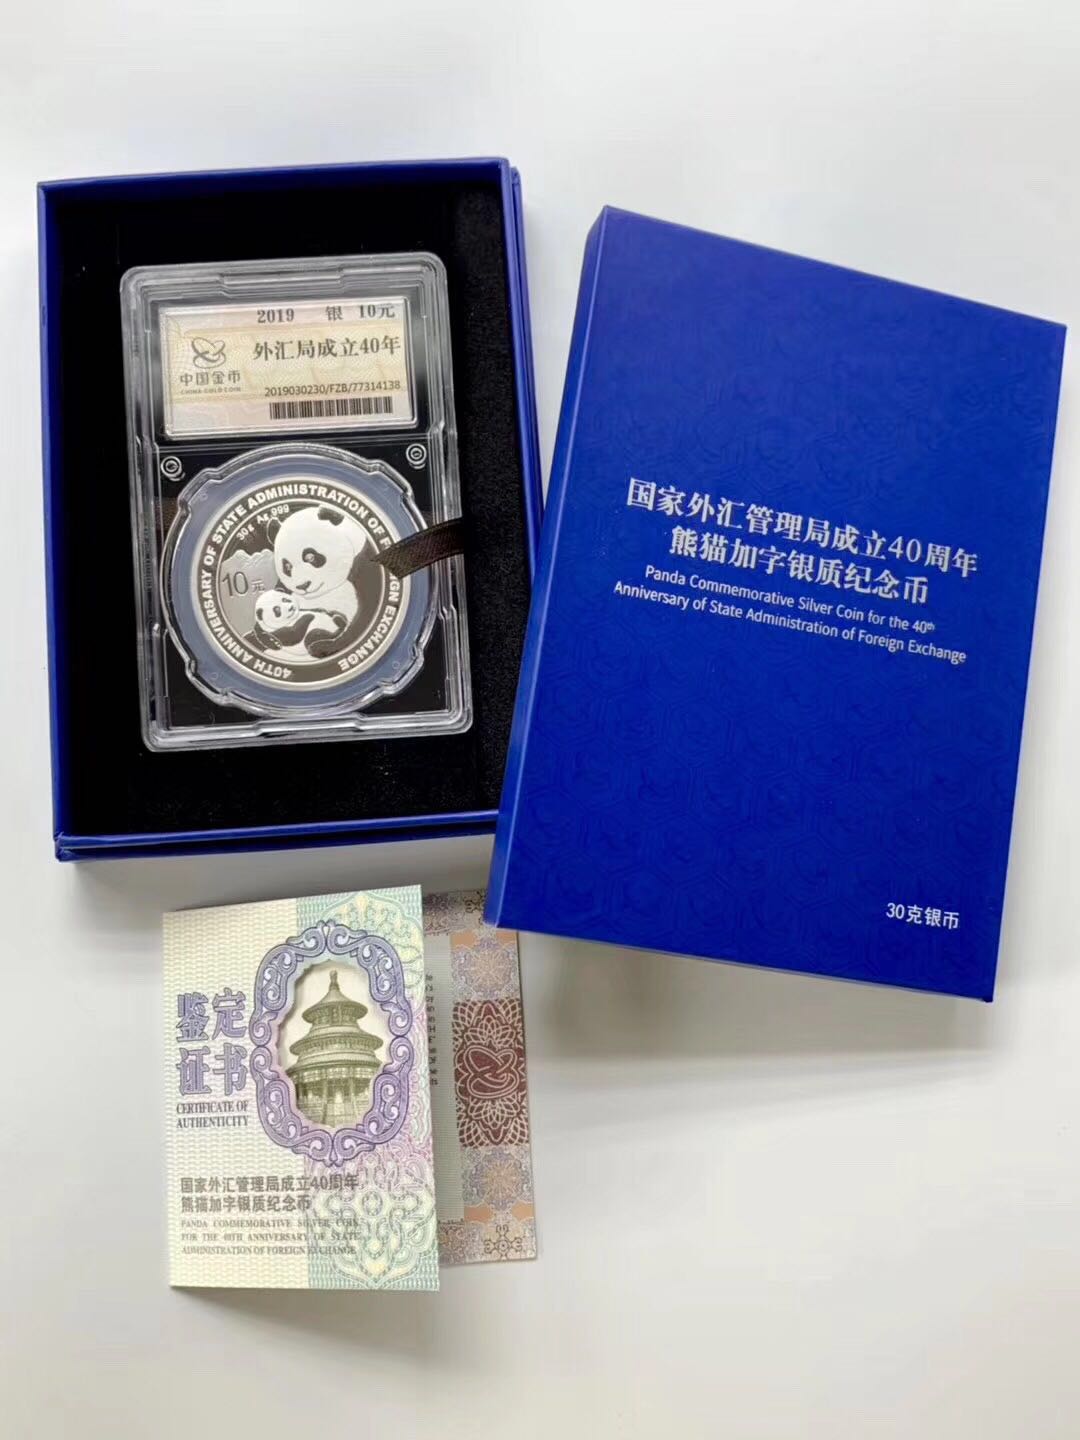 2019 银 10元
外汇局成立40年
中国金币
CHINA GOLD COIN
2019030230/FZB/77314138
40TH ANNIVERSARY OF STATE ADMINISTRATION OF EXCHANGE
30g Ag 999
10元
国家外汇管理局成立40周年
熊猫加字银质纪念币
Panda Commemorative Silver Coin for the 40th
Anniversary of State Administration of Foreign Exchange
30克银币
鉴定
证书
CERTIFICATE OF
AUTHENTICITY
国家外汇管理局成立40周年
熊猫加字银质纪念币
PANDA COMMEMORATIVE SILVER COIN
FOR THE 40TH ANNIVERSARY OF STATE
ADMINISTRATION OF FOREIGN EXCHANGE